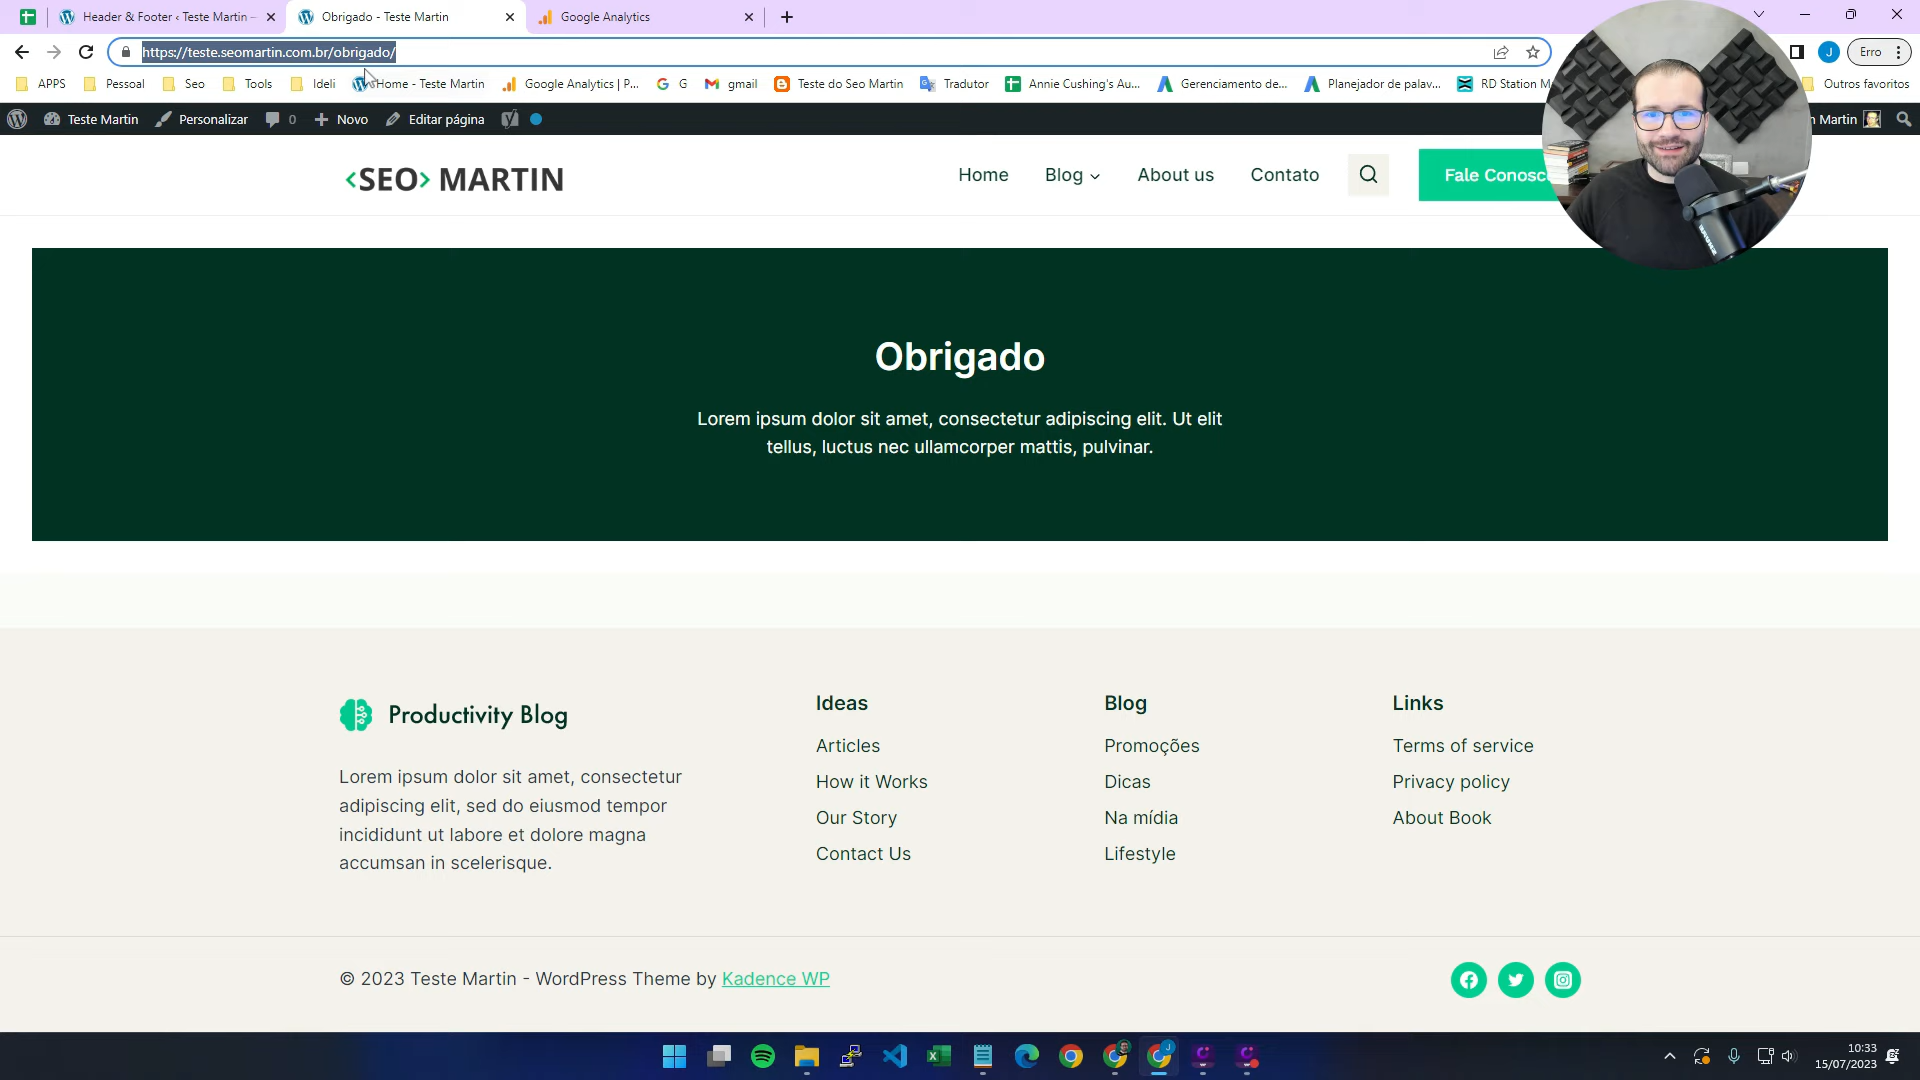 Header & Footer ‹ Teste Martin –
Obrigado - Teste Martin
Google Analytics
https://teste.seomartin.com.br/obrigado/
Erro
APPS
Pessoal
Seo
Tools
Ideli
Home - Teste Martin
Google Analytics | P...
G
gmail
Teste do Seo Martin
Tradutor
Annie Cushing's Au...
Gerenciamento de...
Planejador de palav...
RD Station M
Outros favoritos
Teste Martin
Personalizar
0
Novo
Editar página
Martin
<SEO> MARTIN
Home
Blog
About us
Contato
Fale Conosc
Obrigado
Lorem ipsum dolor sit amet, consectetur adipiscing elit. Ut elit
tellus, luctus nec ullamcorper mattis, pulvinar.
Productivity Blog
Lorem ipsum dolor sit amet, consectetur
adipiscing elit, sed do eiusmod tempor
incididunt ut labore et dolore magna
accumsan in scelerisque.
Ideas
Articles
How it Works
Our Story
Contact Us
Blog
Promoções
Dicas
Na mídia
Lifestyle
Links
Terms of service
Privacy policy
About Book
© 2023 Teste Martin - WordPress Theme by Kadence WP
10:33
15/07/2023